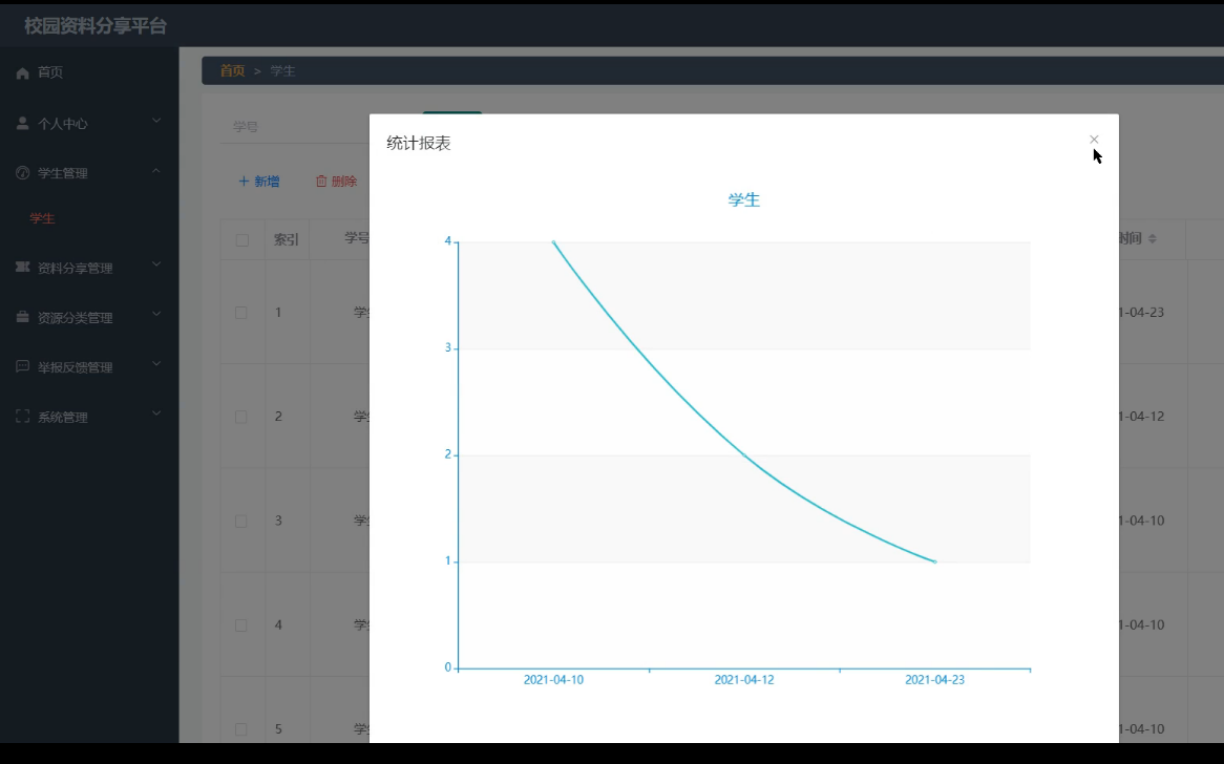 校园资料分享平台
首页
个人中心
学生管理
学生
资料分享管理
资源分类管理
举报反馈管理
系统管理
首页 > 学生
学号
+ 新增
删除
索引
学号
时间
1
学
1-04-23
2
学
1-04-12
3
学
1-04-10
4
学
1-04-10
5
学
1-04-10
统计报表
×
学生
4
3
2
1
0
2021-04-10
2021-04-12
2021-04-23